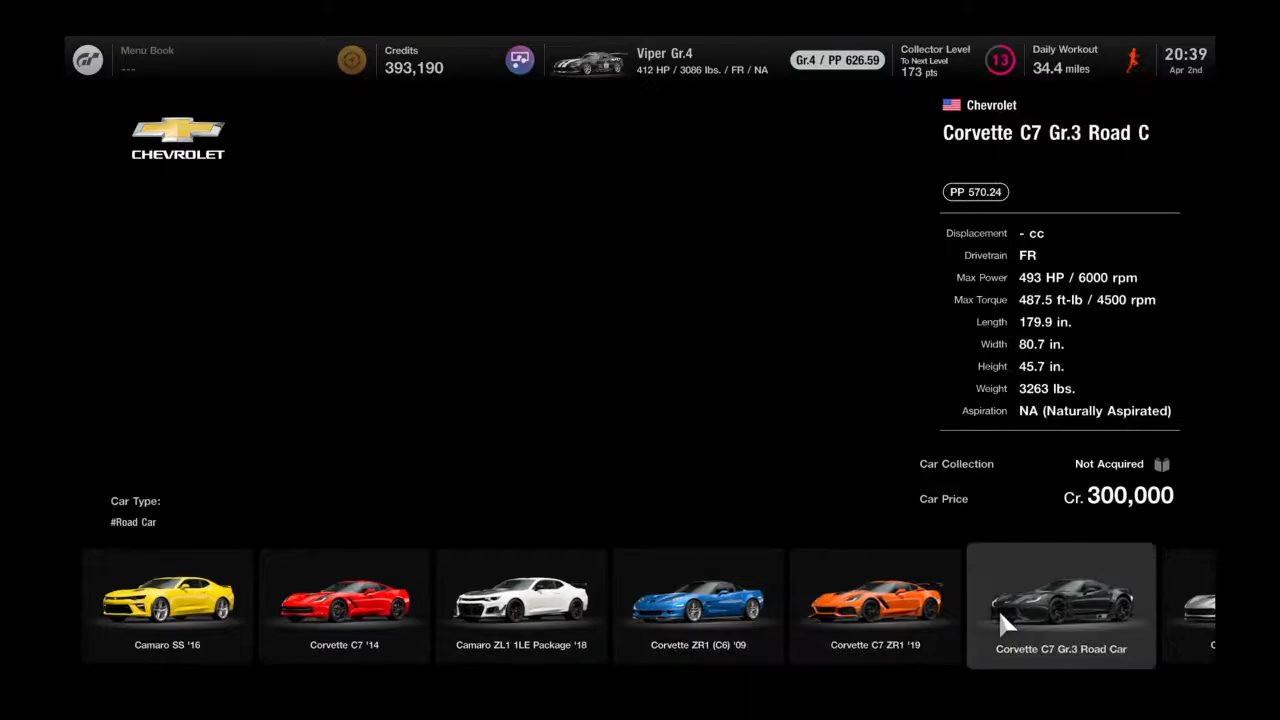 Menu Book
---
Credits
393,190
Viper Gr.4
412 HP / 3086 lbs. / FR / NA
Gr.4 / PP 626.59
Collector Level
To Next Level
173 pts
13
Daily Workout
34.4 miles
20:39
Apr 2nd
CHEVROLET
Chevrolet
Corvette C7 Gr.3 Road C
PP 570.24
Displacement - cc
Drivetrain FR
Max Power 493 HP / 6000 rpm
Max Torque 487.5 ft-lb / 4500 rpm
Length 179.9 in.
Width 80.7 in.
Height 45.7 in.
Weight 3263 lbs.
Aspiration NA (Naturally Aspirated)
Car Collection Not Acquired
Car Price Cr. 300,000
Car Type:
#Road Car
Camaro SS '16
Corvette C7 '14
Camaro ZL1 1LE Package '18
Corvette ZR1 (C6) '09
Corvette C7 ZR1 '19
Corvette C7 Gr.3 Road Car